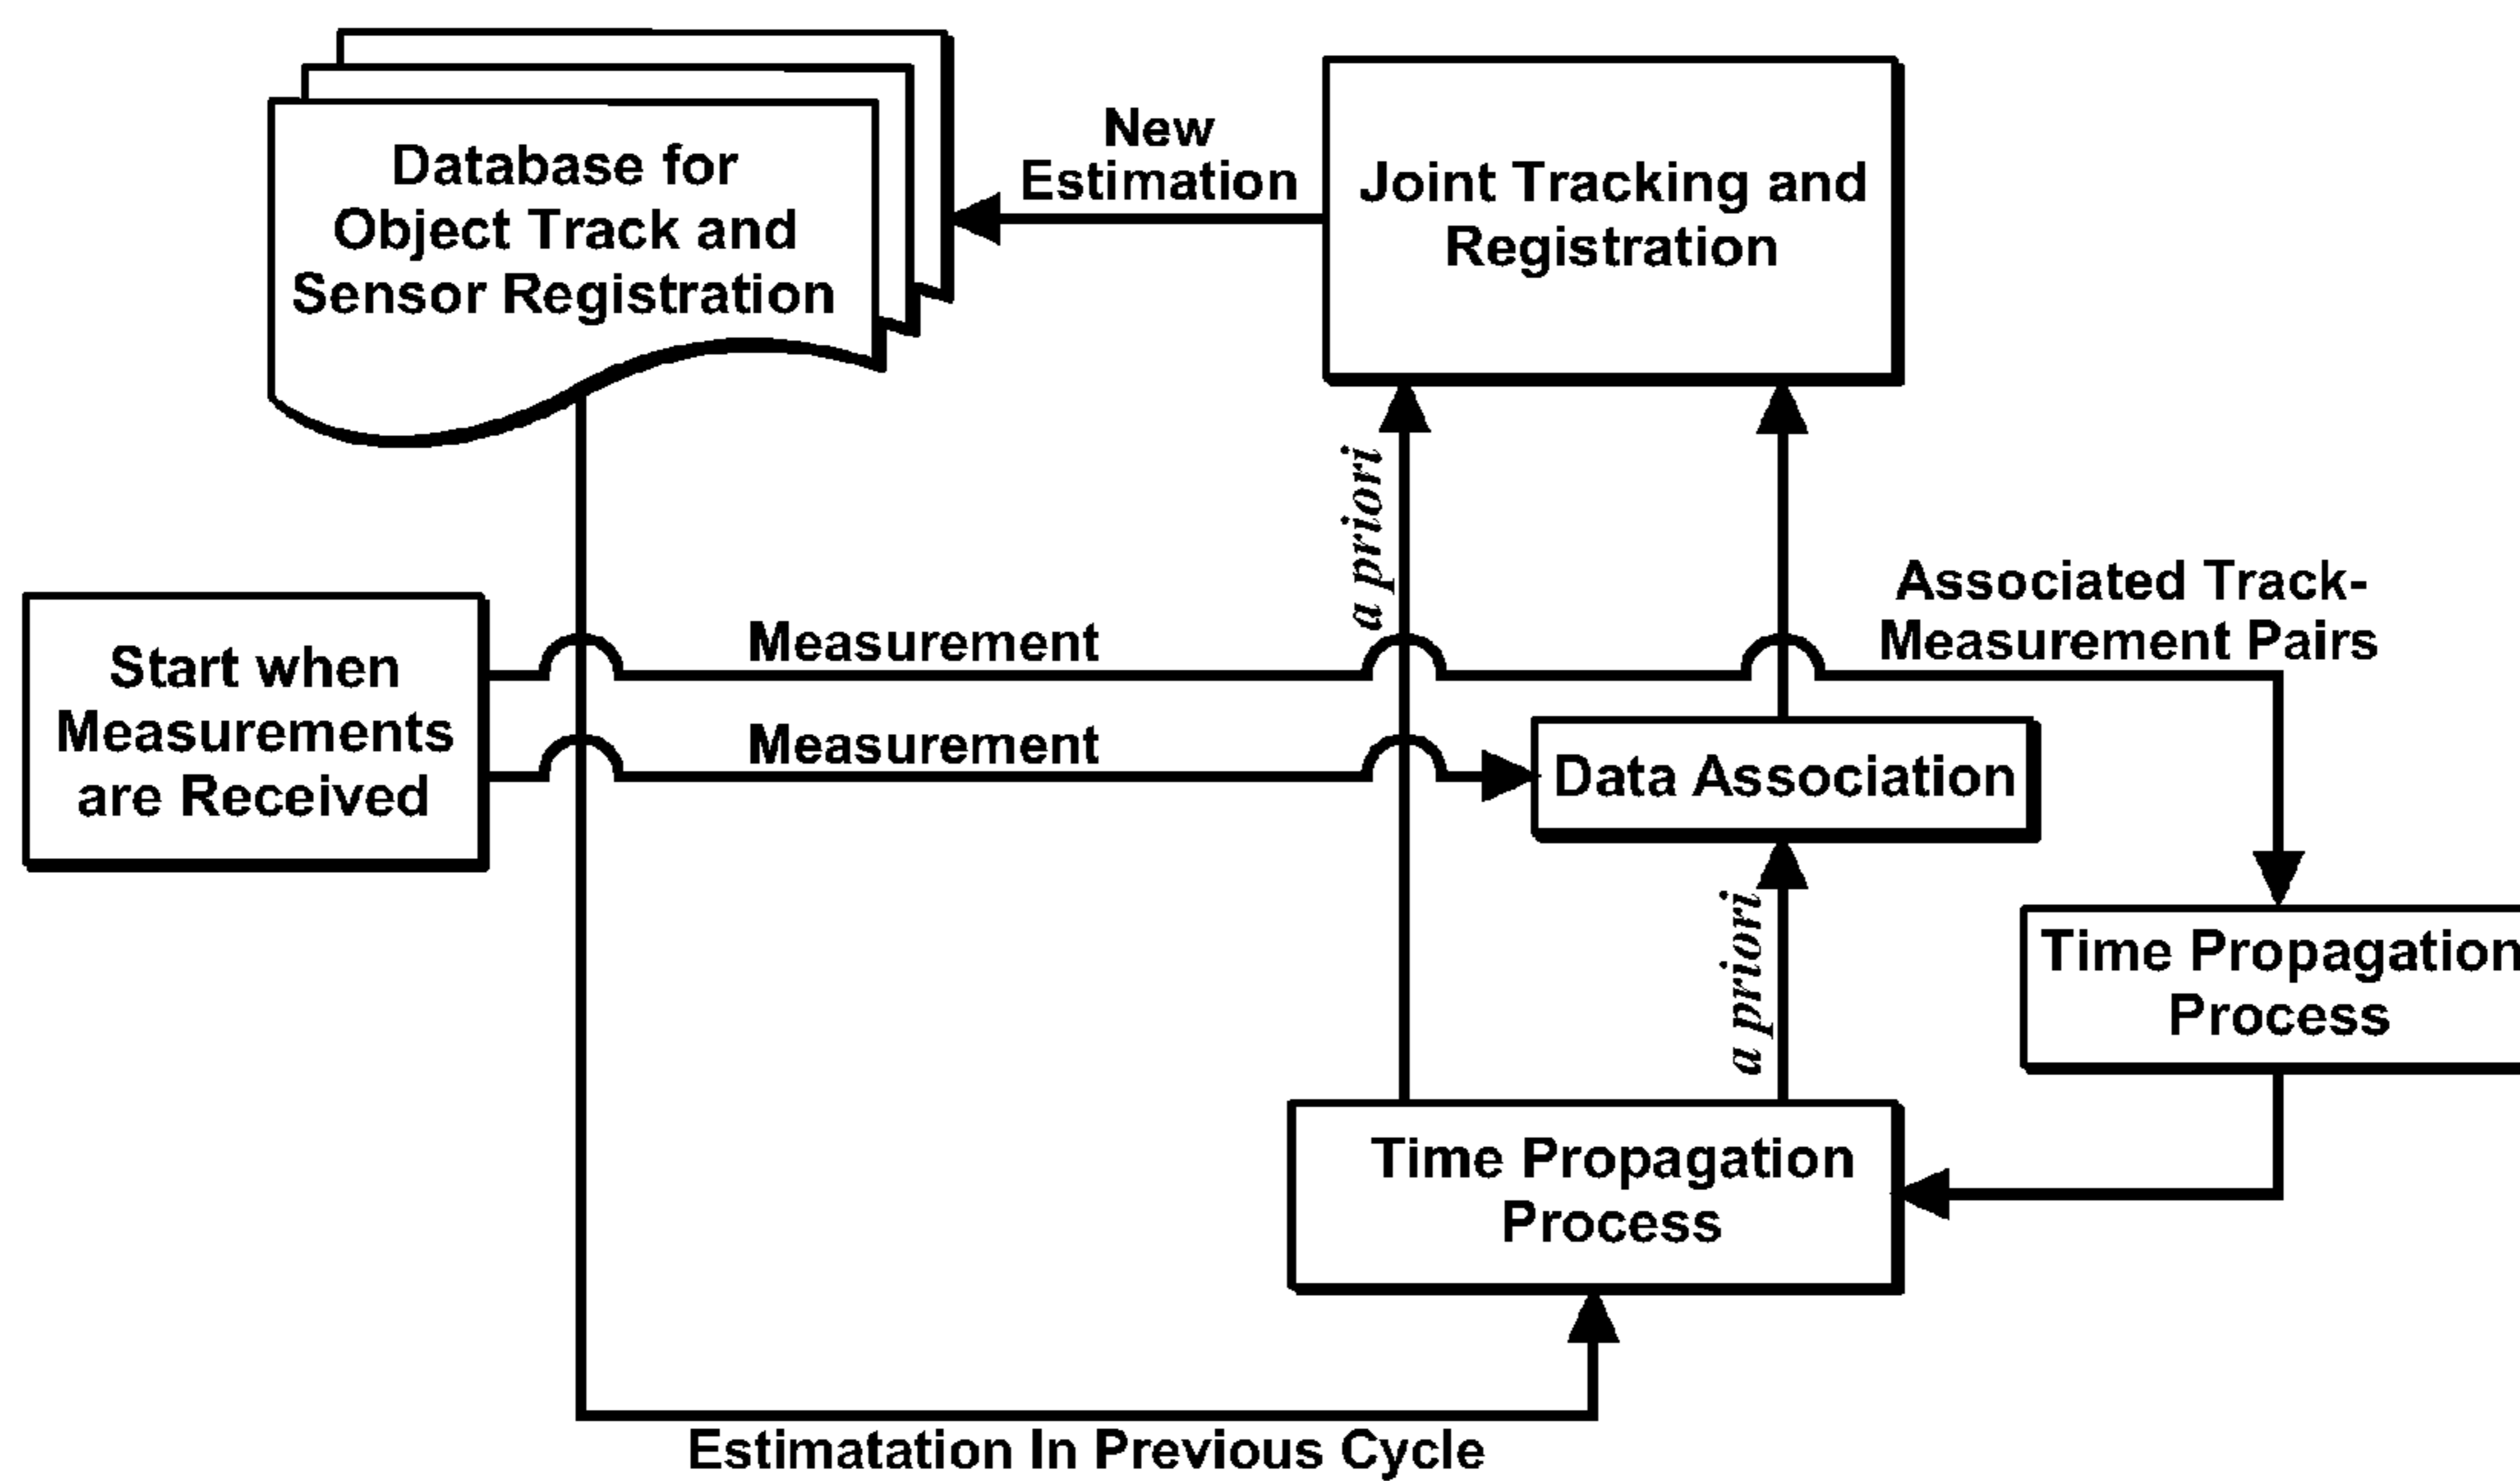 Database for
Object Track and
Sensor Registration
New
Estimation
Joint Tracking and
Registration
a priori
Associated Track-
Measurement Pairs
Start when
Measurements
are Received
Measurement
Measurement
Data Association
a priori
Time Propagation
Process
Time Propagation
Process
Estimatation In Previous Cycle